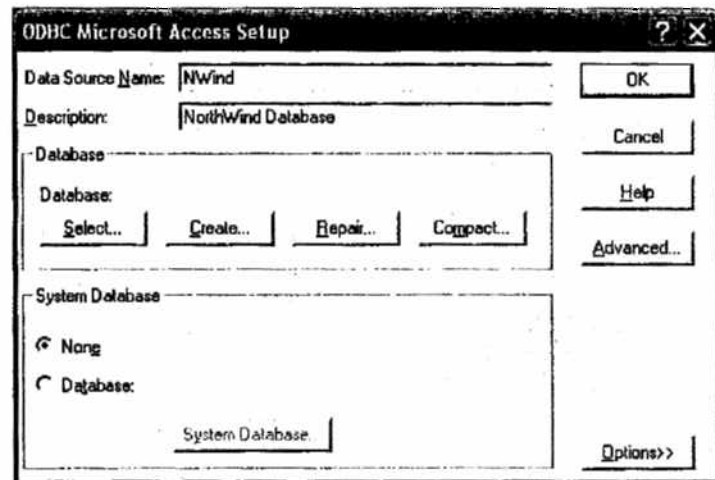 ODBC Microsoft Access Setup
Data Source Name: NWind
OK
Description: NorthWind Database
Cancel
Database
Database:
Help
Select... Create... Repair... Compact...
Advanced...
System Database
None
Database:
System Database.
Options>>